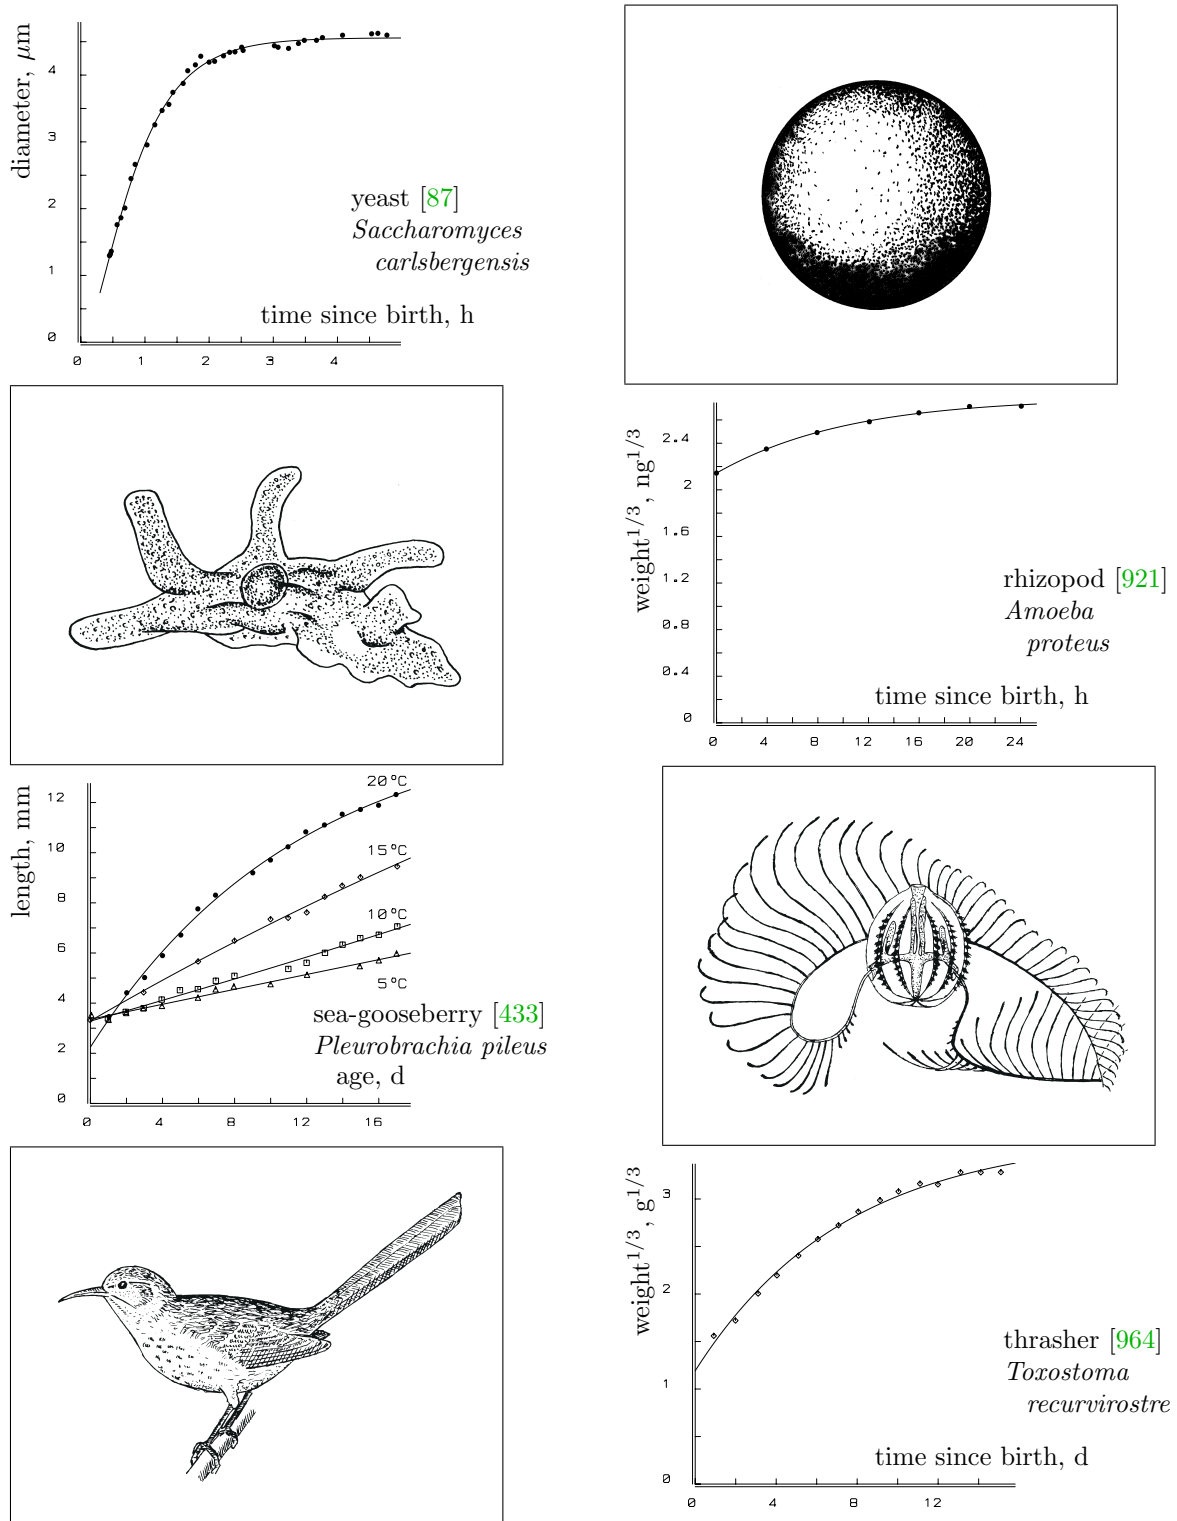 diameter, μm
4
3
2
1
0
0 1 2 3 4
yeast [87]
Saccharomyces
carlsbergensis
time since birth, h
weight^1/3, ng^1/3
2.4
2
1.6
1.2
0.8
0.4
0
0 4 8 12 16 20 24
rhizopod [921]
Amoeba
proteus
time since birth, h
length, mm
12
10
8
6
4
2
0
0 4 8 12 16
20°C
15°C
10°C
5°C
sea-gooseberry [433]
Pleurobrachia pileus
age, d
weight^1/3, g^1/3
3
2
1
0
0 4 8 12
thrasher [964]
Toxostoma
recurvirostre
time since birth, d